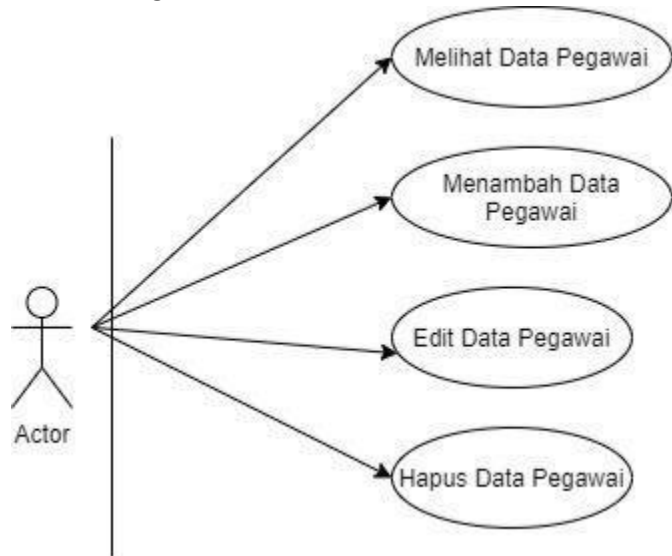 Melihat Data Pegawai
Menambah Data
Pegawai
Edit Data Pegawai
Actor
Hapus Data Pegawai